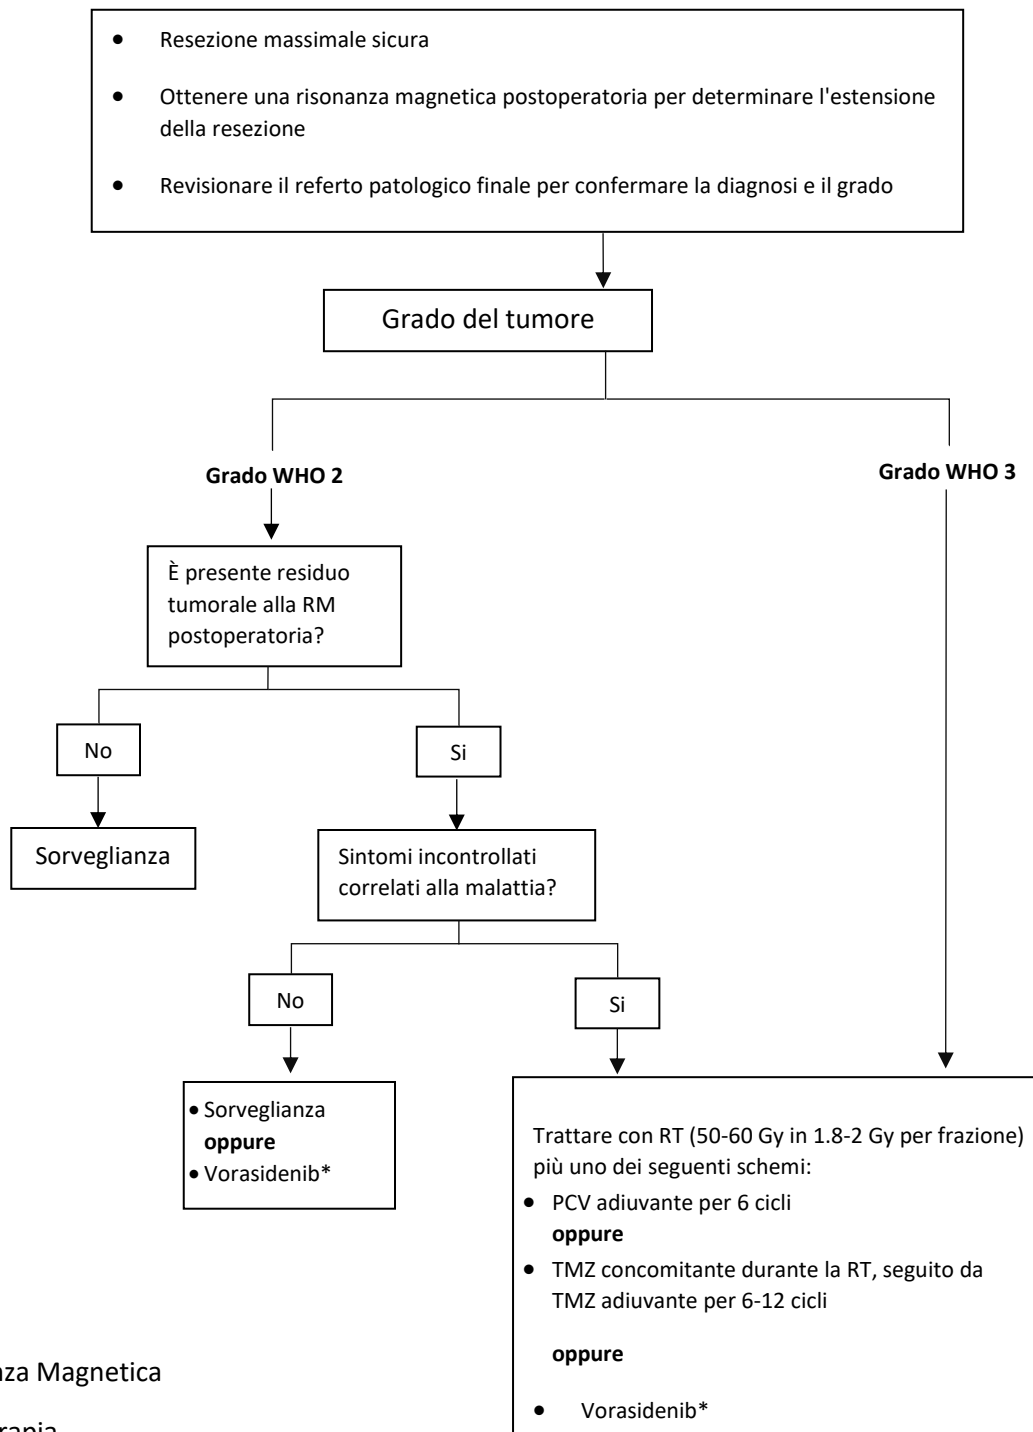 • Resezione massimale sicura
• Ottenere una risonanza magnetica postoperatoria per determinare l'estensione
della resezione
• Revisionare il referto patologico finale per confermare la diagnosi e il grado
Grado del tumore
Grado WHO 2
Grado WHO 3
È presente residuo
tumorale alla RM
postoperatoria?
No
Si
Sorveglianza
Sintomi incontrollati
correlati alla malattia?
No
Si
• Sorveglianza
oppure
• Vorasidenib*
Trattare con RT (50-60 Gy in 1.8-2 Gy per frazione)
più uno dei seguenti schemi:
• PCV adiuvante per 6 cicli
oppure
• TMZ concomitante durante la RT, seguito da
TMZ adiuvante per 6-12 cicli
oppure
• Vorasidenib*
nza Magnetica